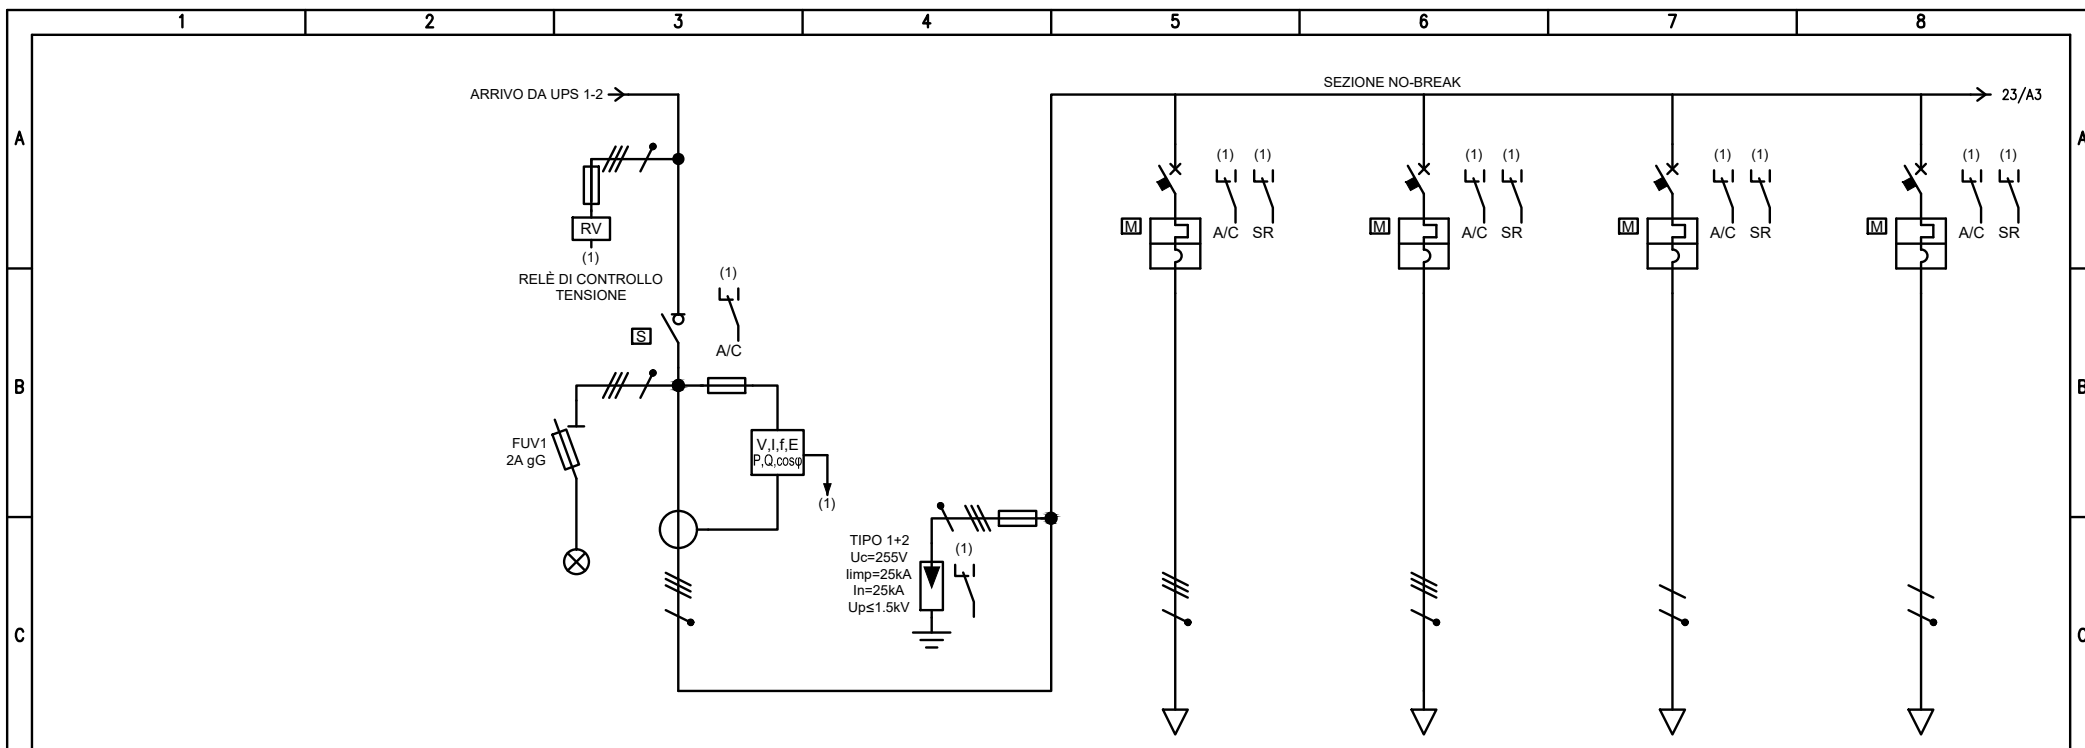 1 2 3 4 5 6 7 8
ARRIVO DA UPS 1-2
SEZIONE NO-BREAK
23/A3
A A
(1) (1) (1) (1) (1) (1) (1) (1)
RV
M A/C SR M A/C SR M A/C SR M A/C SR
(1)
RELÈ DI CONTROLLO
TENSIONE
(1)
S
A/C
B B
FUV1
2A gG
V,I,f,E
P,Q,cosφ
(1)
TIPO 1+2
Uc=255V
Iimp=25kA
In=25kA
Up≤1.5kV
(1)
C C